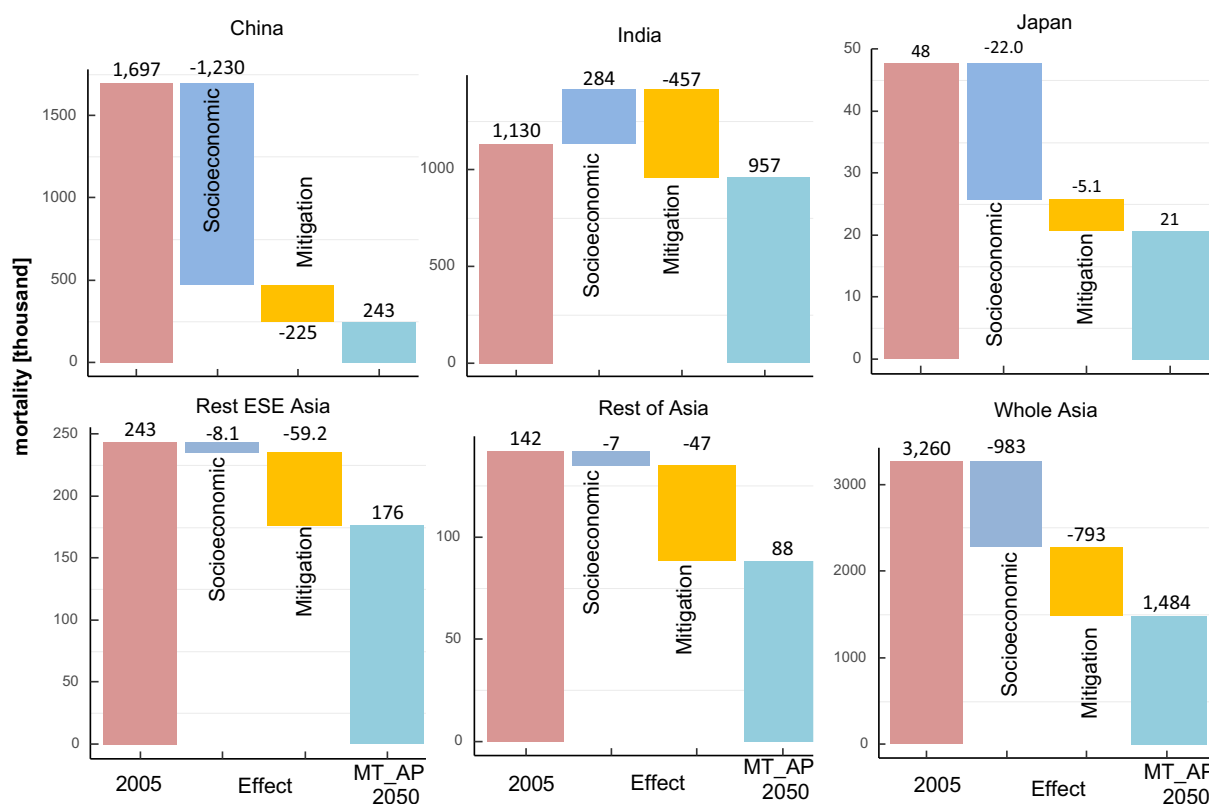 China
1,697
-1,230
Socioeconomic
Mitigation
-225
243
1500
1000
500
0
India
1,130
284
-457
Socioeconomic
Mitigation
957
1000
500
0
Japan
48
-22.0
Socioeconomic
-5.1
Mitigation
21
50
40
30
20
10
0
mortality [thousand]
Rest ESE Asia
243
-8.1
-59.2
Socioeconomic
Mitigation
176
250
200
150
100
50
0
2005
Effect
MT_AP
2050
Rest of Asia
142
-7
-47
Socioeconomic
Mitigation
88
100
50
0
2005
Effect
MT_AP
2050
Whole Asia
3,260
-983
Socioeconomic
-793
Mitigation
1,484
3000
2000
1000
0
2005
Effect
MT_AP
2050